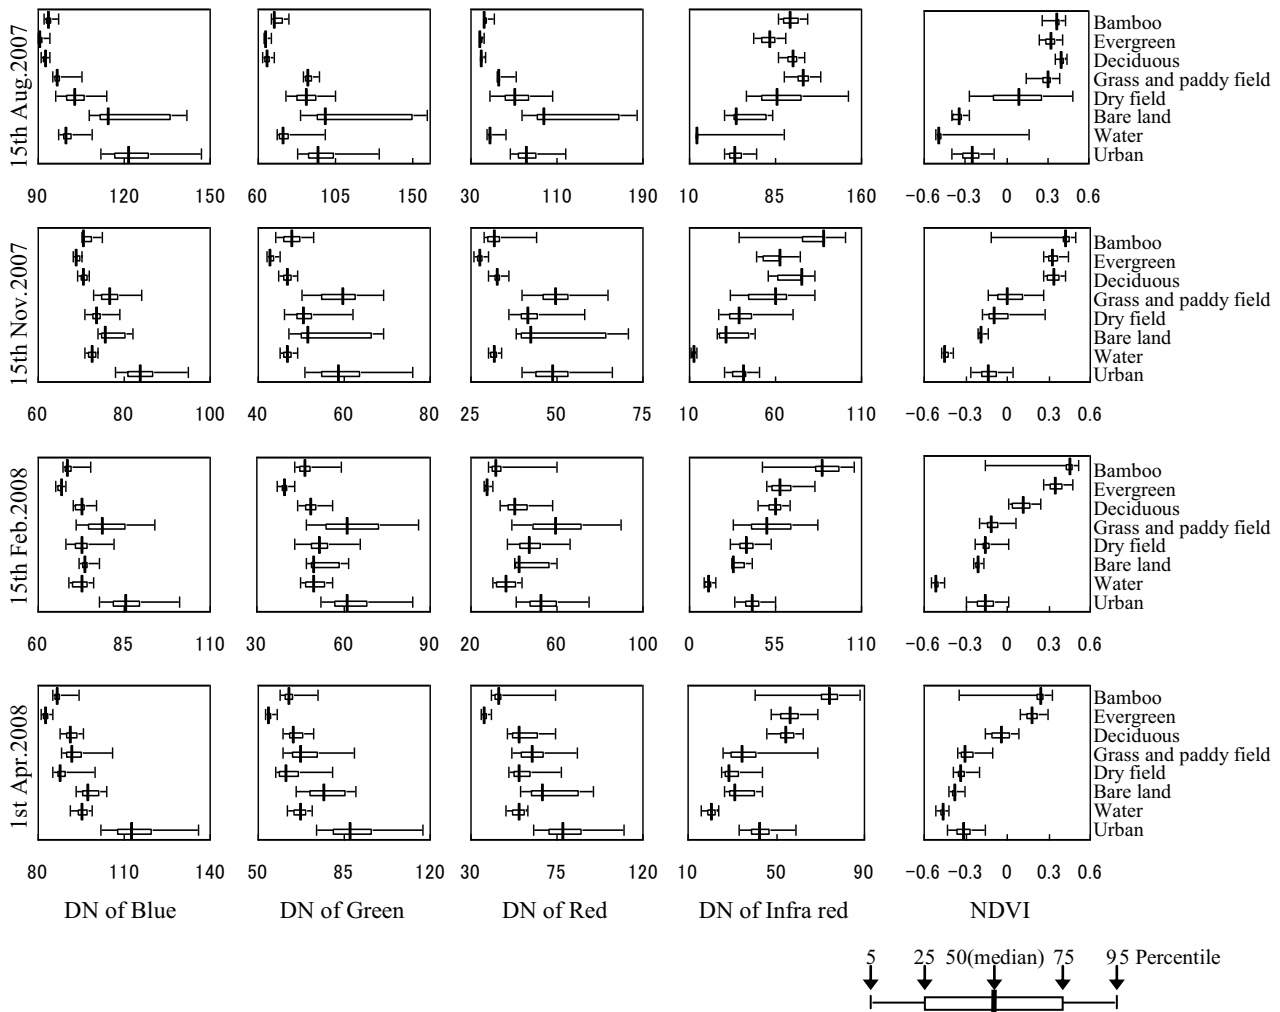 15th Aug.2007
Bamboo
Evergreen
Deciduous
Grass and paddy field
Dry field
Bare land
Water
Urban
90 120 150 60 105 150 30 110 190 10 85 160 −0.6 −0.3 0 0.3 0.6
15th Nov.2007
Bamboo
Evergreen
Deciduous
Grass and paddy field
Dry field
Bare land
Water
Urban
60 80 100 40 60 80 25 50 75 10 60 110 −0.6 −0.3 0 0.3 0.6
15th Feb.2008
Bamboo
Evergreen
Deciduous
Grass and paddy field
Dry field
Bare land
Water
Urban
60 85 110 30 60 90 20 60 100 0 55 110 −0.6 −0.3 0 0.3 0.6
1st Apr.2008
Bamboo
Evergreen
Deciduous
Grass and paddy field
Dry field
Bare land
Water
Urban
80 110 140 50 85 120 30 75 120 10 50 90 −0.6 −0.3 0 0.3 0.6
DN of Blue DN of Green DN of Red DN of Infra red NDVI
5 25 50(median) 75 95 Percentile